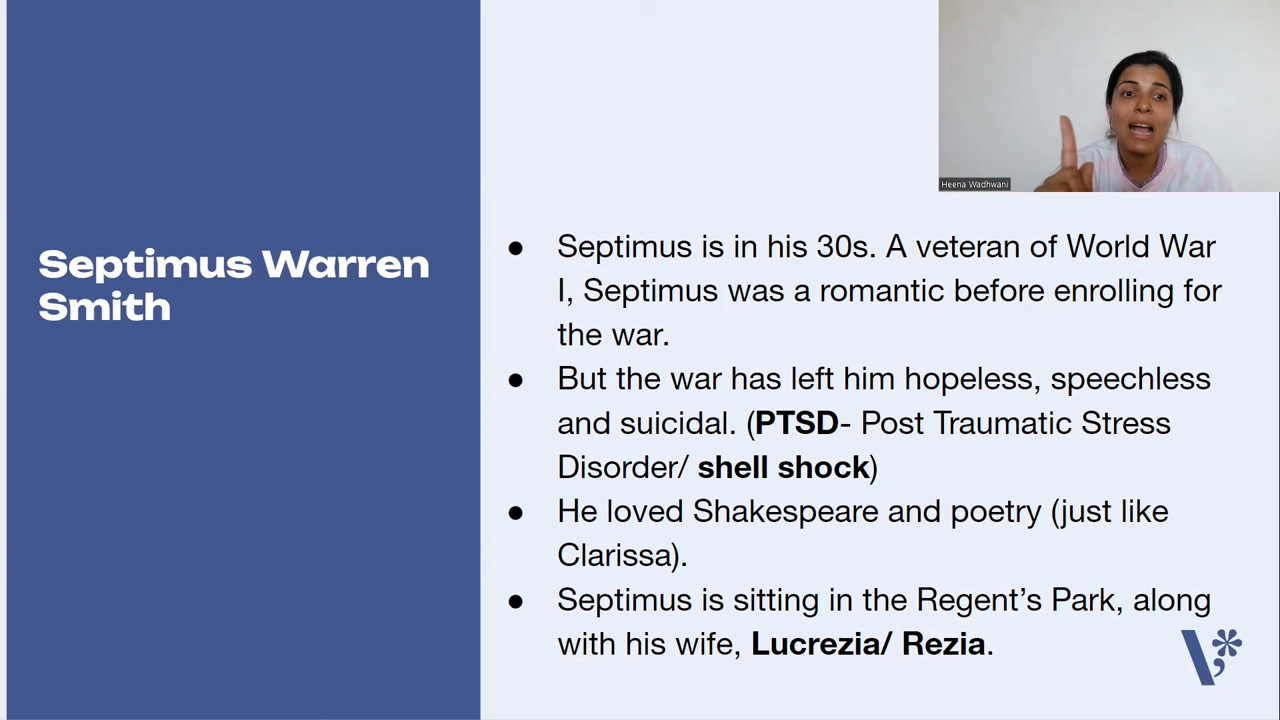 Heena Wadhwani
Septimus Warren
Smith
● Septimus is in his 30s. A veteran of World War
I, Septimus was a romantic before enrolling for
the war.
● But the war has left him hopeless, speechless
and suicidal. (PTSD- Post Traumatic Stress
Disorder/ shell shock)
● He loved Shakespeare and poetry (just like
Clarissa).
● Septimus is sitting in the Regent’s Park, along
with his wife, Lucrezia/ Rezia.